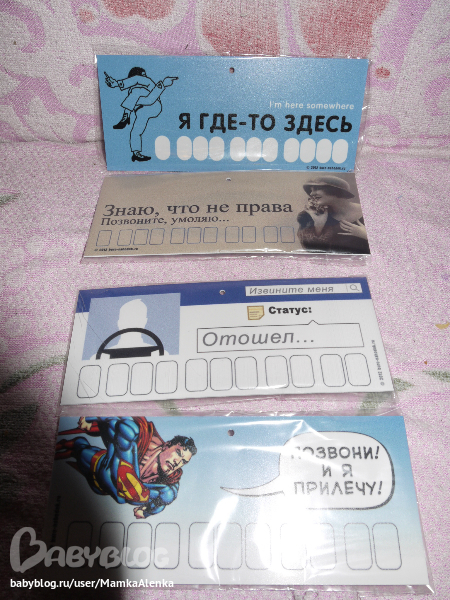 I'm here somewhere
Я ГДЕ-ТО ЗДЕСЬ
Знаю, что не права
Позвоните, умоляю...
Извините меня
Статус:
Отошел...
ПОЗВОНИ!
И Я
ПРИЛЕЧУ!
BABYBLOG
babyblog.ru/user/MamkaAlenka